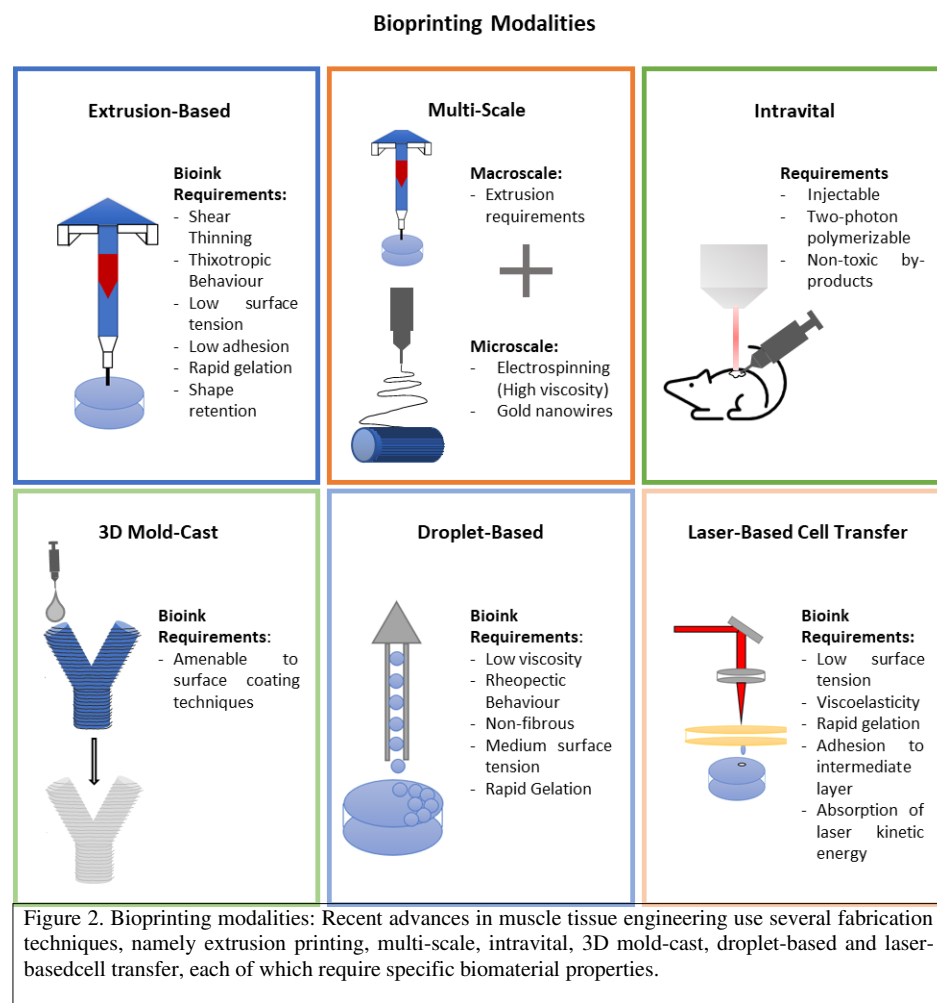 Bioprinting Modalities
Extrusion-Based
Bioink
Requirements:
- Shear
Thinning
- Thixotropic
Behaviour
- Low surface
tension
- Low adhesion
- Rapid gelation
- Shape
retention
Multi-Scale
Macroscale:
- Extrusion
requirements
Microscale:
- Electrospinning
(High viscosity)
- Gold nanowires
Intravital
Requirements
- Injectable
- Two-photon
polymerizable
- Non-toxic by-
products
3D Mold-Cast
Bioink
Requirements:
- Amenable to
surface coating
techniques
Droplet-Based
Bioink
Requirements:
- Low viscosity
- Rheopectic
Behaviour
- Non-fibrous
- Medium surface
tension
- Rapid Gelation
Laser-Based Cell Transfer
Bioink
Requirements:
- Low surface
tension
- Viscoelasticity
- Rapid gelation
- Adhesion to
intermediate
layer
- Absorption of
laser kinetic
energy
Figure 2. Bioprinting modalities: Recent advances in muscle tissue engineering use several fabrication
techniques, namely extrusion printing, multi-scale, intravital, 3D mold-cast, droplet-based and laser-
basedcell transfer, each of which require specific biomaterial properties.